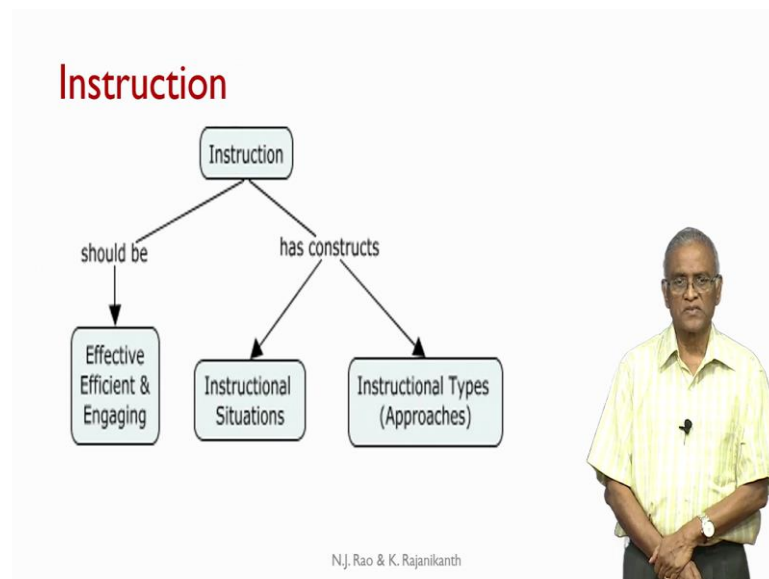 Instruction
Instruction
should be
has constructs
Effective
Efficient &
Engaging
Instructional
Situations
Instructional Types
(Approaches)
N.J. Rao & K. Rajanikanth